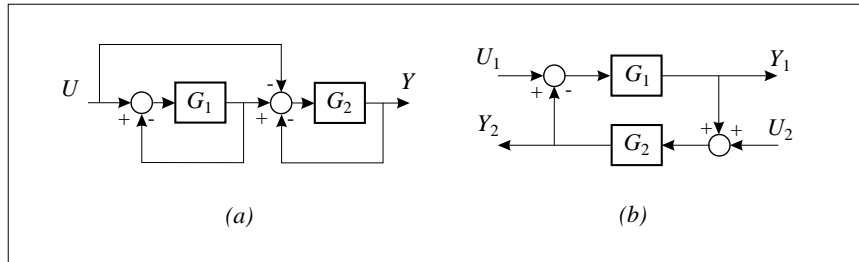 U
+
-
G1
-
+
-
G2
Y
(a)
U1
+
-
G1
Y1
Y2
G2
+
+
U2
(b)